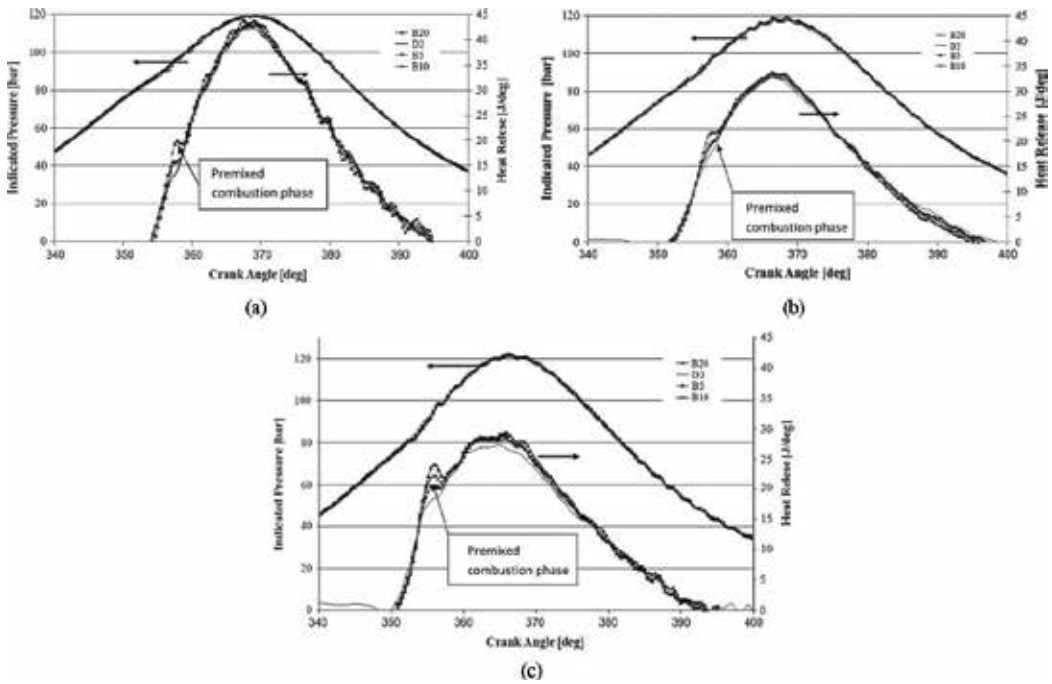 120
100
80
60
40
20
0
Indicated Pressure [bar]
45
40
35
30
25
20
15
10
5
0
Heat Relese [J/deg]
B20
D2
B10
Premixed
combustion phase
340 350 360 370 380 390 400
Crank Angle [deg]
(a)
120
100
80
60
40
20
0
Indicated Pressure [bar]
45
40
35
30
25
20
15
10
5
0
Heat Relese [J/deg]
B20
D2
B10
Premixed
combustion phase
340 350 360 370 380 390 400
Crank Angle [deg]
(b)
120
100
80
60
40
20
0
Indicated Pressure [bar]
45
40
35
30
25
20
15
10
5
0
Heat Relese [J/deg]
B20
B5
B10
Premixed
combustion phase
340 350 360 370 380 390 400
Crank Angle [deg]
(c)